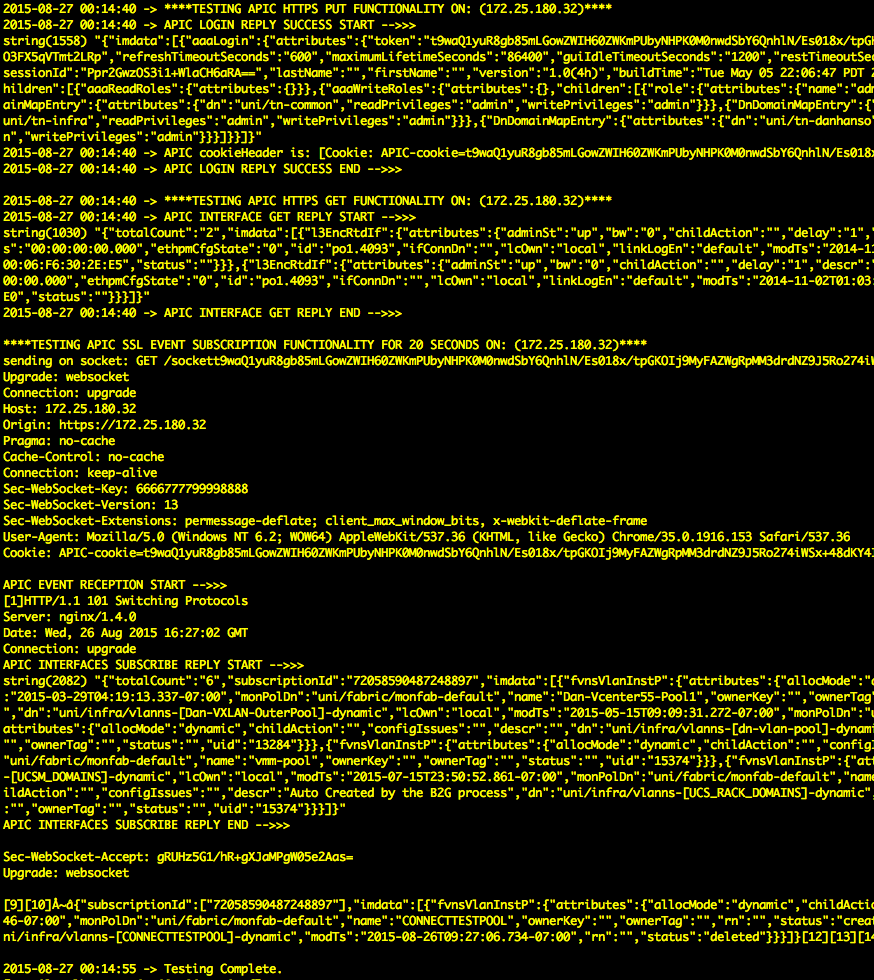 2015-08-27 00:14:40 -> ****TESTING APIC HTTPS PUT FUNCTIONALITY ON: (172.25.180.32)****
2015-08-27 00:14:40 -> APIC LOGIN REPLY SUCCESS START -->>>
string(1558) "{"imdata":[{"aaaLogin":{"attributes":{"token":"t9waQ1yuR8gb85mLGowZWIH60ZWKmPUbyNHPK0M0nwdSbY6QnhlN/Es018x/tpG
O3FX5qVTmt2LRp","refreshTimeoutSeconds":"600","maximumLifetimeSeconds":"86400","guiIdleTimeoutSeconds":"1200","restTimeoutSe
sessionId":"Ppr2GwzOS3i1+WlaCH6aRA==","lastName":"","firstName":"","version":"1.0(4h)","buildTime":"Tue May 05 22:06:47 PDT 2
hildren":[{"aaaReadRoles":{"attributes":{}}},{"aaaWriteRoles":{"attributes":{},"children":[{"role":{"attributes":{"name":"adm
ainMapEntry":{"attributes":{"dn":"uni/tn-common","readPrivileges":"admin","writePrivileges":"admin"}}},{"DnDomainMapEntry":{"
uni/tn-infra","readPrivileges":"admin","writePrivileges":"admin"}}},{"DnDomainMapEntry":{"attributes":{"dn":"uni/tn-danhanso
n","writePrivileges":"admin"}}}]}}]}"
2015-08-27 00:14:40 -> APIC cookieHeader is: [Cookie: APIC-cookie=t9waQ1yuR8gb85mLGowZWIH60ZWKmPUbyNHPK0M0nwdSbY6QnhlN/Es018x
2015-08-27 00:14:40 -> APIC LOGIN REPLY SUCCESS END -->>>
2015-08-27 00:14:40 -> ****TESTING APIC HTTPS GET FUNCTIONALITY ON: (172.25.180.32)****
2015-08-27 00:14:40 -> APIC INTERFACE GET REPLY START -->>>
string(1030) "{"totalCount":"2","imdata":[{"l3EncRtdIf":{"attributes":{"adminSt":"up","bw":"0","childAction":"","delay":"1",
s":"00:00:00:00.000","ethpmCfgState":"0","id":"po1.4093","ifConnDn":"","lcOwn":"local","linkLogEn":"default","modTs":"2014-11
00:06:F6:30:2E:E5","status":""}}},{"l3EncRtdIf":{"attributes":{"adminSt":"up","bw":"0","childAction":"","delay":"1","descr":"
00:00.000","ethpmCfgState":"0","id":"po1.4093","ifConnDn":"","lcOwn":"local","linkLogEn":"default","modTs":"2014-11-02T01:03:
E0","status":""}}}]}"
2015-08-27 00:14:40 -> APIC INTERFACE GET REPLY END -->>>
****TESTING APIC SSL EVENT SUBSCRIPTION FUNCTIONALITY FOR 20 SECONDS ON: (172.25.180.32)****
sending on socket: GET /sockett9waQ1yuR8gb85mLGowZWIH60ZWKmPUbyNHPK0M0nwdSbY6QnhlN/Es018x/tpGKOIj9MyFAZWgRpMM3drdNZ9J5Ro274iW
Upgrade: websocket
Connection: upgrade
Host: 172.25.180.32
Origin: https://172.25.180.32
Pragma: no-cache
Cache-Control: no-cache
Connection: keep-alive
Sec-WebSocket-Key: 6666777799998888
Sec-WebSocket-Version: 13
Sec-WebSocket-Extensions: permessage-deflate; client_max_window_bits, x-webkit-deflate-frame
User-Agent: Mozilla/5.0 (Windows NT 6.2; WOW64) AppleWebKit/537.36 (KHTML, like Gecko) Chrome/35.0.1916.153 Safari/537.36
Cookie: APIC-cookie=t9waQ1yuR8gb85mLGowZWIH60ZWKmPUbyNHPK0M0nwdSbY6QnhlN/Es018x/tpGKOIj9MyFAZWgRpMM3drdNZ9J5Ro274iWSx+48dKY4I
APIC EVENT RECEPTION START -->>>
[1]HTTP/1.1 101 Switching Protocols
Server: nginx/1.4.0
Date: Wed, 26 Aug 2015 16:27:02 GMT
Connection: upgrade
APIC INTERFACES SUBSCRIBE REPLY START -->>>
string(2082) "{"totalCount":"6","subscriptionId":"72058590487248897","imdata":[{"fvnsVlanInstP":{"attributes":{"allocMode":"d
:"2015-03-29T04:19:13.337-07:00","monPolDn":"uni/fabric/monfab-default","name":"Dan-Vcenter55-Pool1","ownerKey":"","ownerTag
","dn":"uni/infra/vlanns-[Dan-VXLAN-OuterPool]-dynamic","lcOwn":"local","modTs":"2015-05-15T09:09:31.272-07:00","monPolDn":"u
attributes":{"allocMode":"dynamic","childAction":"","configIssues":"","descr":"","dn":"uni/infra/vlanns-[dn-vlan-pool]-dynami
"","ownerTag":"","status":"","uid":"13284"}}},{"fvnsVlanInstP":{"attributes":{"allocMode":"dynamic","childAction":"","configI
"uni/fabric/monfab-default","name":"vmm-pool","ownerKey":"","ownerTag":"","status":"","uid":"15374"}}},{"fvnsVlanInstP":{"att
-[UCSM_DOMAINS]-dynamic","lcOwn":"local","modTs":"2015-07-15T23:50:52.861-07:00","monPolDn":"uni/fabric/monfab-default","name
ildAction":"","configIssues":"","descr":"Auto Created by the B2G process","dn":"uni/infra/vlanns-[UCS_RACK_DOMAINS]-dynamic",
:"","ownerTag":"","status":"","uid":"15374"}}}]}"
APIC INTERFACES SUBSCRIBE REPLY END -->>>
Sec-WebSocket-Accept: gRUHz5G1/hR+gXJaMPgW05e2Aas=
Upgrade: websocket
[9][10]Å~â{"subscriptionId":["72058590487248897"],"imdata":[{"fvnsVlanInstP":{"attributes":{"allocMode":"dynamic","childActio
46-07:00","monPolDn":"uni/fabric/monfab-default","name":"CONNECTTESTPOOL","ownerKey":"","ownerTag":"","rn":"","status":"creat
ni/infra/vlanns-[CONNECTTESTPOOL]-dynamic","modTs":"2015-08-26T09:27:06.734-07:00","rn":"","status":"deleted"}}}]}[12][13][14
2015-08-27 00:14:55 -> Testing Complete.